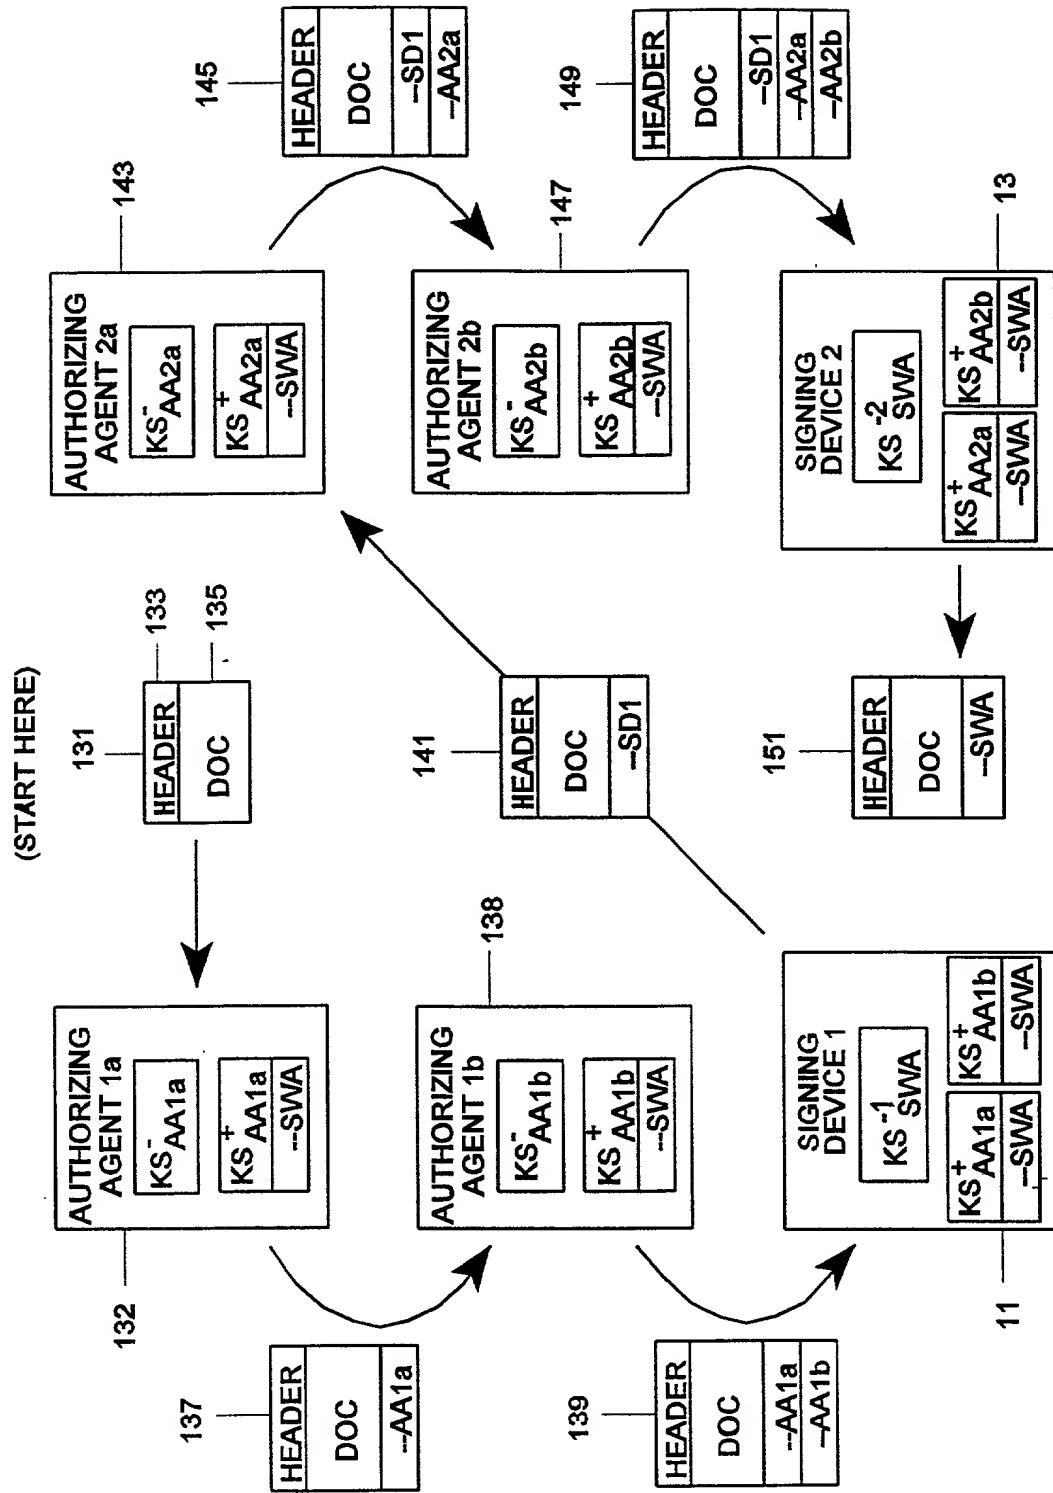 (START HERE)
131
HEADER
DOC
133
135
132
AUTHORIZING
AGENT 1a
KS⁻AA1a
KS⁺AA1a
---SWA
137
HEADER
DOC
---AA1a
138
AUTHORIZING
AGENT 1b
KS⁻AA1b
KS⁺AA1b
---SWA
139
HEADER
DOC
---AA1a
--AA1b
11
SIGNING
DEVICE 1
KS⁻¹SWA
KS⁺AA1a
---SWA
KS⁺AA1b
---SWA
141
HEADER
DOC
---SD1
143
AUTHORIZING
AGENT 2a
KS⁻AA2a
KS⁺AA2a
---SWA
145
HEADER
DOC
---SD1
--AA2a
147
AUTHORIZING
AGENT 2b
KS⁻AA2b
KS⁺AA2b
---SWA
149
HEADER
DOC
---SD1
--AA2a
--AA2b
13
SIGNING
DEVICE 2
KS⁻²SWA
KS⁺AA2a
---SWA
KS⁺AA2b
---SWA
151
HEADER
DOC
---SWA